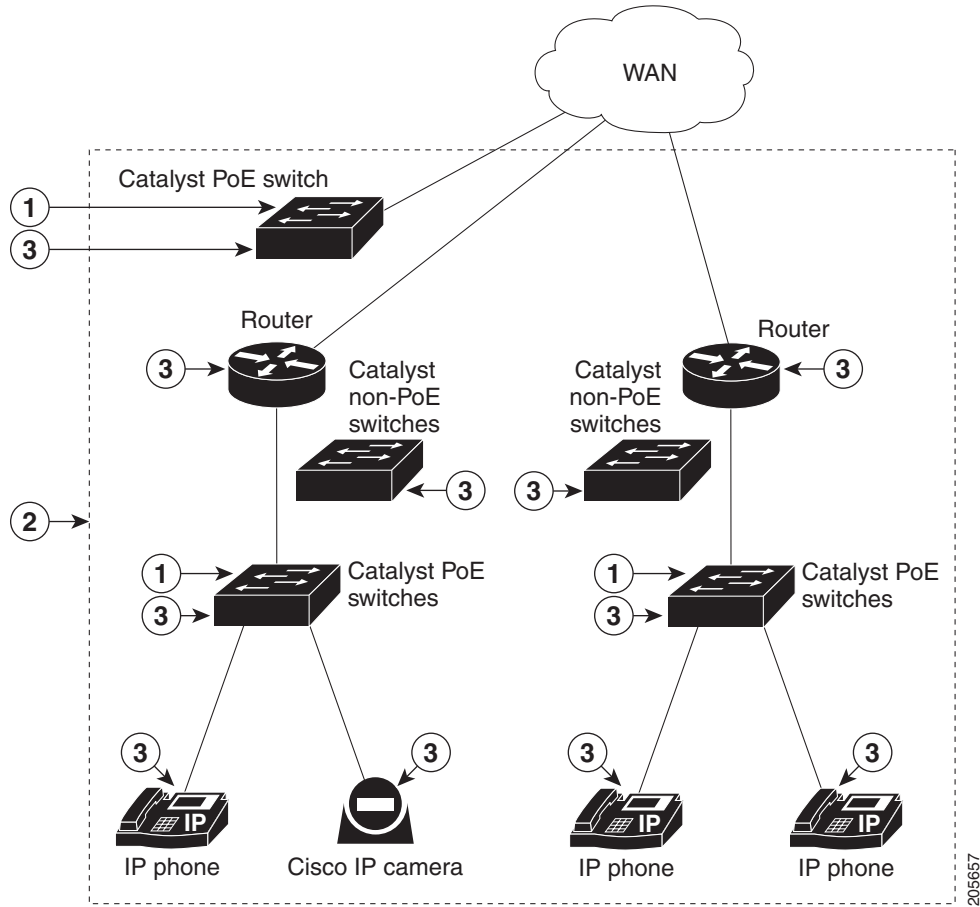 WAN
Catalyst PoE switch
1
3
Router
Router
3
3
Catalyst
non-PoE
switches
Catalyst
non-PoE
switches
3
3
2
1
Catalyst PoE
switches
3
1
Catalyst PoE
switches
3
3
3
3
3
IP
IP
IP
IP phone
Cisco IP camera
IP phone
IP phone
205657